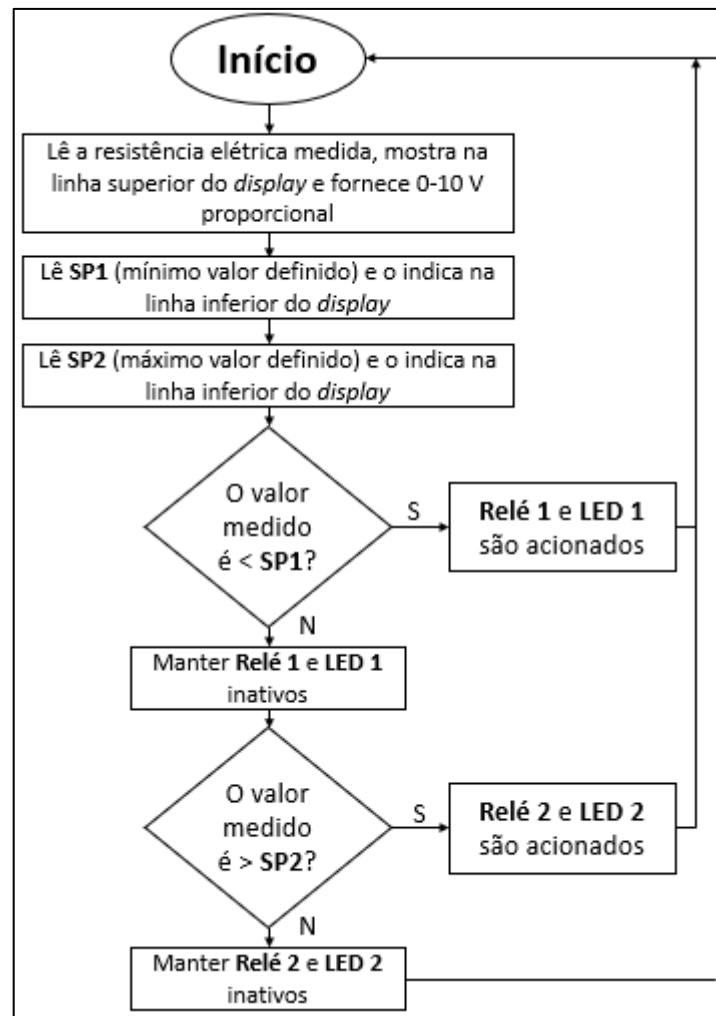 Início
Lê a resistência elétrica medida, mostra na
linha superior do display e fornece 0-10 V
proporcional
Lê SP1 (mínimo valor definido) e o indica na
linha inferior do display
Lê SP2 (máximo valor definido) e o indica na
linha inferior do display
O valor
medido
é < SP1?
S
Relé 1 e LED 1
são acionados
N
Manter Relé 1 e LED 1
inativos
O valor
medido
é > SP2?
S
Relé 2 e LED 2
são acionados
N
Manter Relé 2 e LED 2
inativos